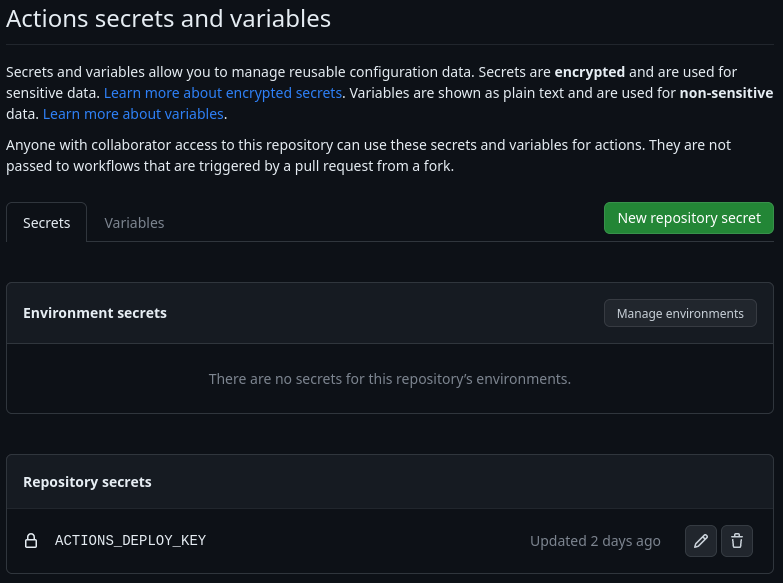 Actions secrets and variables
Secrets and variables allow you to manage reusable configuration data. Secrets are encrypted and are used for
sensitive data. Learn more about encrypted secrets. Variables are shown as plain text and are used for non-sensitive
data. Learn more about variables.
Anyone with collaborator access to this repository can use these secrets and variables for actions. They are not
passed to workflows that are triggered by a pull request from a fork.
Secrets
Variables
New repository secret
Environment secrets
Manage environments
There are no secrets for this repository’s environments.
Repository secrets
ACTIONS_DEPLOY_KEY
Updated 2 days ago